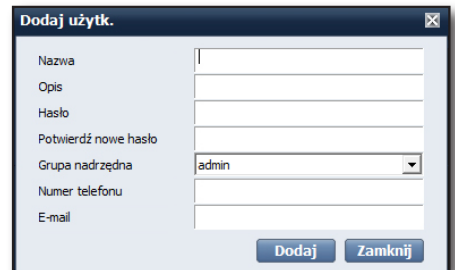 Dodaj użytk.
Nazwa
Opis
Hasło
Potwierdź nowe hasło
Grupa nadrzędna admin
Numer telefonu
E-mail
Dodaj Zamknij